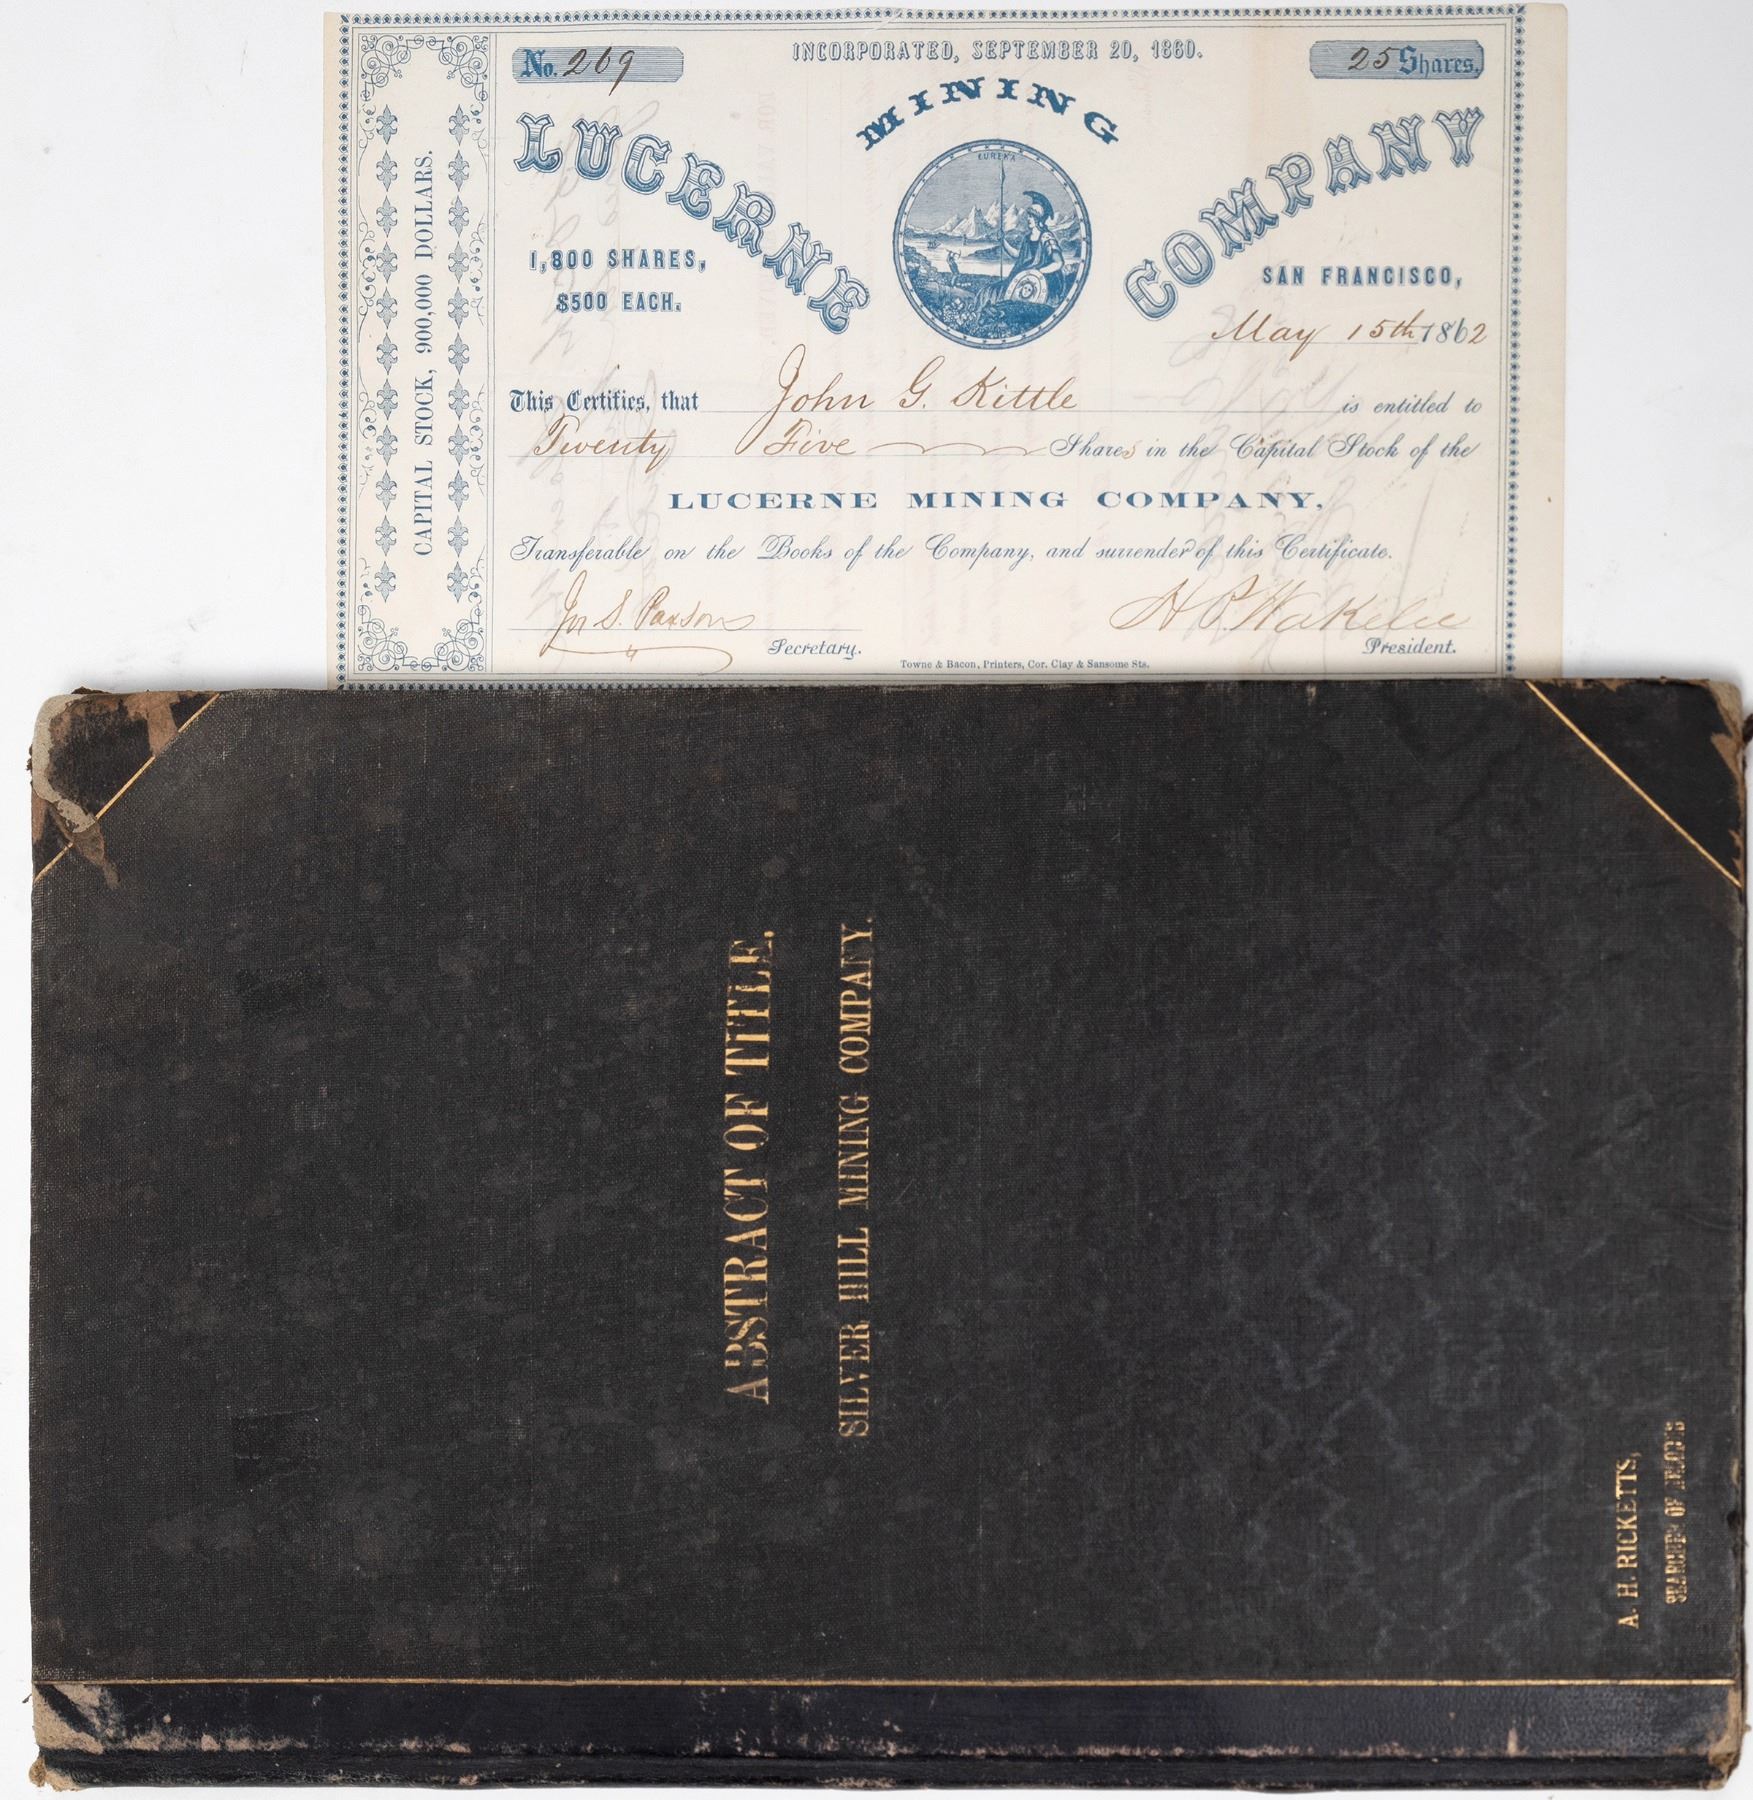 No. 269
INCORPORATED, SEPTEMBER 20, 1860.
25 Shares.
LUCERNE MINING COMPANY
EUREKA
1,800 SHARES,
$500 EACH.
SAN FRANCISCO,
May 15th 1862
CAPITAL STOCK, 900,000 DOLLARS.
This Certifies, that John G. Kittle is entitled to
Twenty Five Shares in the Capital Stock of the
LUCERNE MINING COMPANY,
Transferable on the Books of the Company, and surrender of this Certificate.
Jn S. Paxson
Secretary.
H P Wakelee
President.
Towne & Bacon, Printers, Cor. Clay & Sansome Sts.
ABSTRACT OF TITLE,
SILVER HILL MINING COMPANY.
A. H. RICKETTS,
SEARCHER OF RECORDS